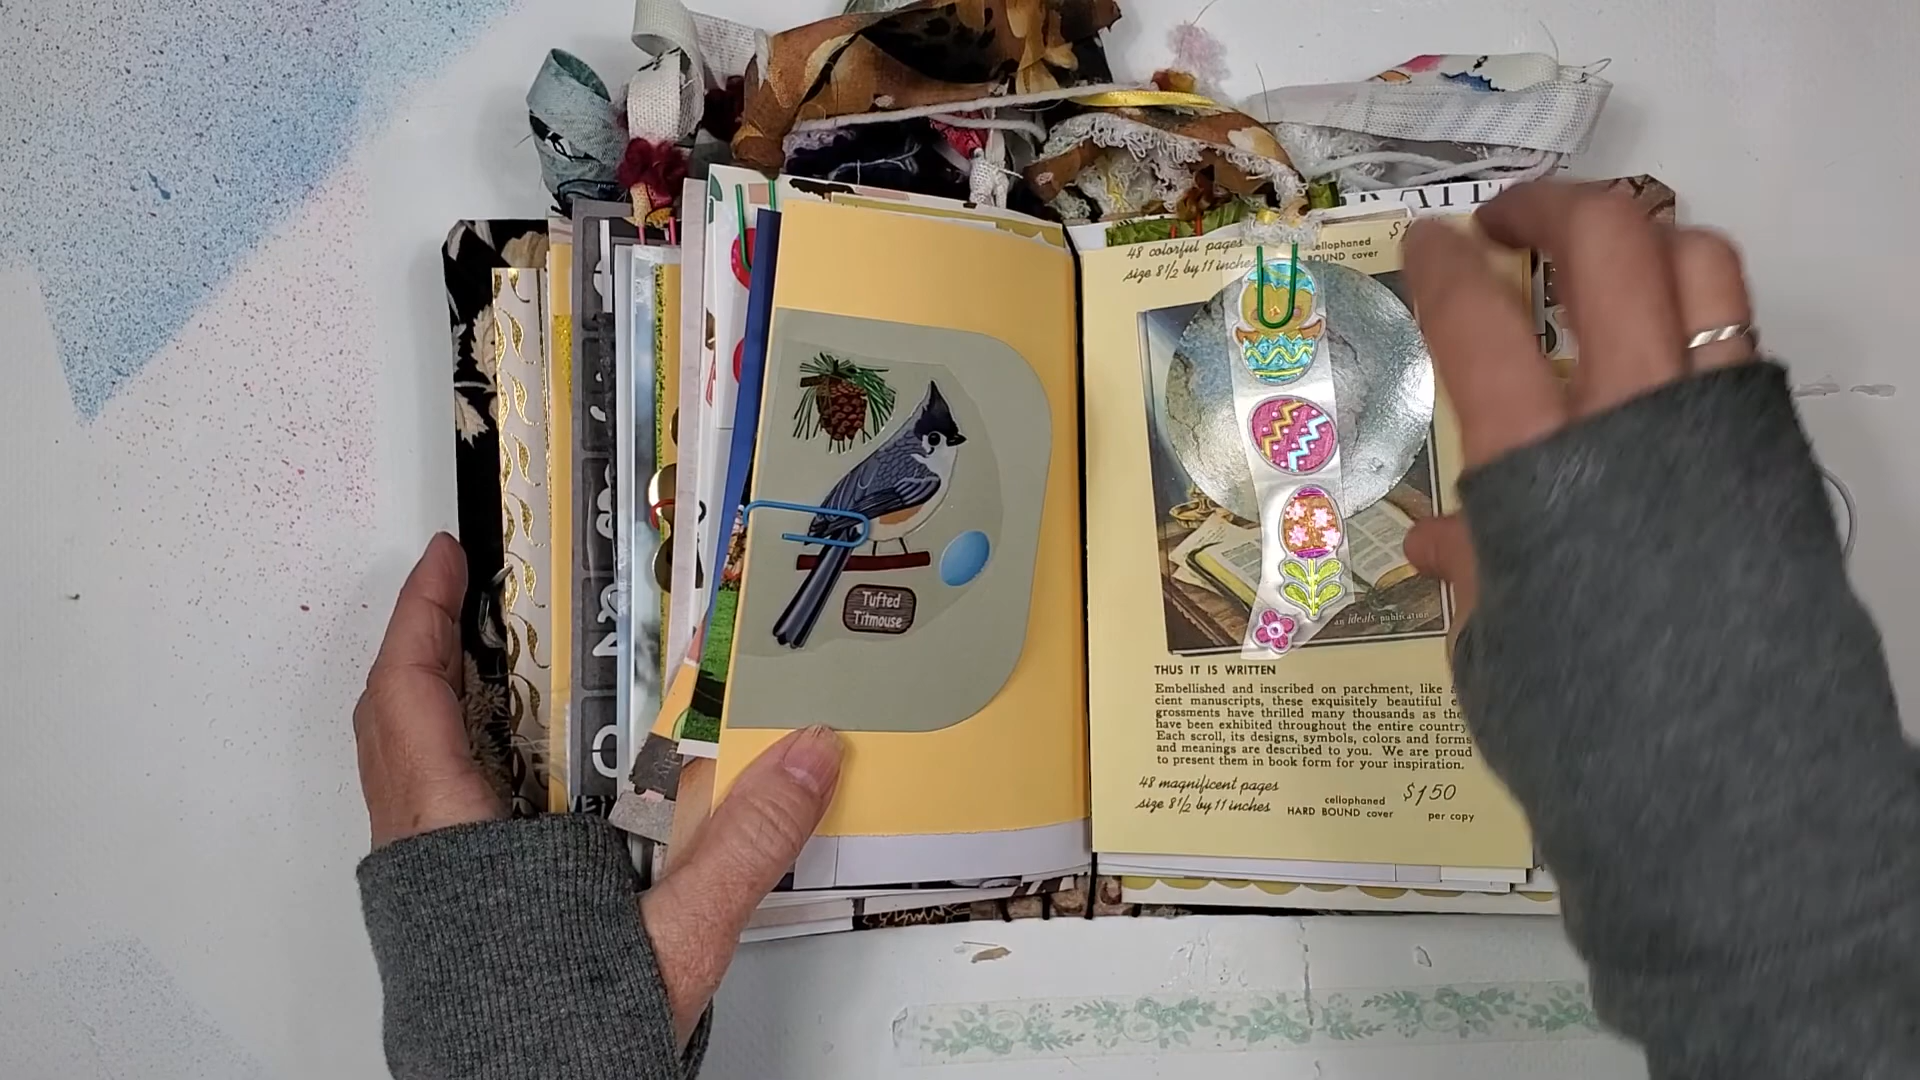 Tufted
Titmouse
48 colorful pages
size 8½ by 11 inches
cellophaned
BOUND cover
an ideals publication
THUS IT IS WRITTEN
Embellished and inscribed on parchment, like
cient manuscripts, these exquisitely beautiful
grossments have thrilled many thousands as the
have been exhibited throughout the entire country
Each scroll, its designs, symbols, colors and forms
and meanings are described to you. We are proud
to present them in book form for your inspiration.
48 magnificent pages
size 8½ by 11 inches
cellophaned
HARD BOUND cover
$1.50
per copy